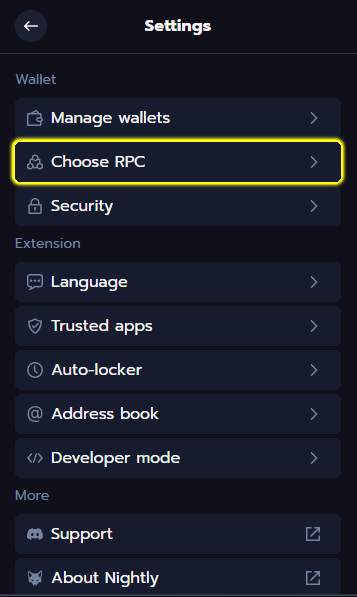 Settings
Wallet
Manage wallets
Choose RPC
Security
Extension
Language
Trusted apps
Auto-locker
Address book
Developer mode
More
Support
About Nightly